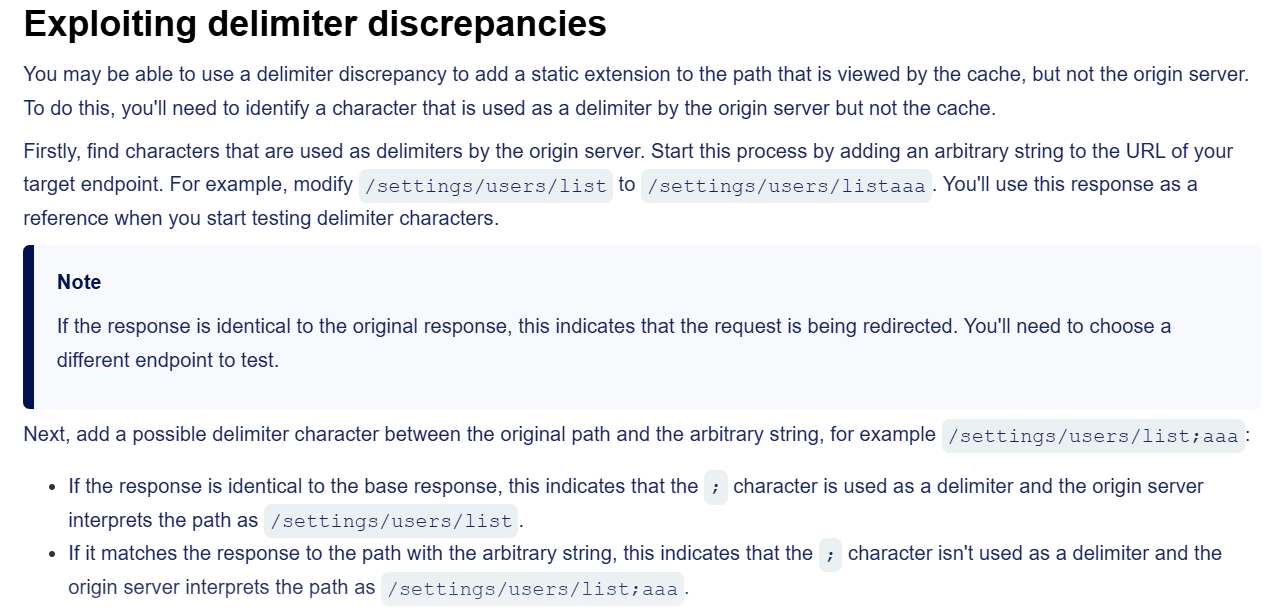 Exploiting delimiter discrepancies
You may be able to use a delimiter discrepancy to add a static extension to the path that is viewed by the cache, but not the origin server.
To do this, you'll need to identify a character that is used as a delimiter by the origin server but not the cache.
Firstly, find characters that are used as delimiters by the origin server. Start this process by adding an arbitrary string to the URL of your
target endpoint. For example, modify /settings/users/list to /settings/users/listaaa. You'll use this response as a
reference when you start testing delimiter characters.
Note
If the response is identical to the original response, this indicates that the request is being redirected. You'll need to choose a
different endpoint to test.
Next, add a possible delimiter character between the original path and the arbitrary string, for example /settings/users/list;aaa:
• If the response is identical to the base response, this indicates that the ; character is used as a delimiter and the origin server
interprets the path as /settings/users/list.
• If it matches the response to the path with the arbitrary string, this indicates that the ; character isn't used as a delimiter and the
origin server interprets the path as /settings/users/list;aaa.